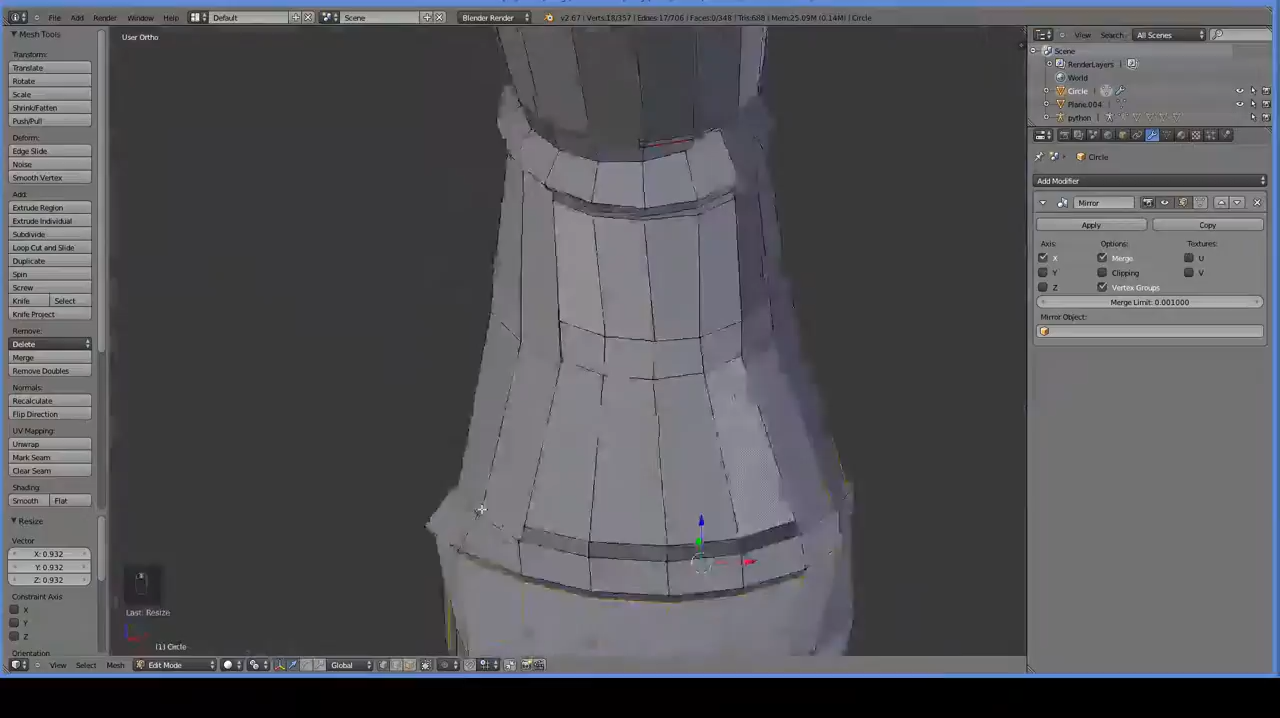 File Add Render Window Help Default Scene Blender Render v2.67 | Verts:18/357 | Edges:17/706 | Faces:0/348 | Tris:688 | Mem:25.09M (0.14M) | Circle
Mesh Tools
Transform:
Translate
Rotate
Scale
Shrink/Fatten
Push/Pull
Deform:
Edge Slide
Noise
Smooth Vertex
Add:
Extrude Region
Extrude Individual
Subdivide
Loop Cut and Slide
Duplicate
Spin
Screw
Knife Select
Knife Project
Remove:
Delete
Merge
Remove Doubles
Normals:
Recalculate
Flip Direction
UV Mapping:
Unwrap
Mark Seam
Clear Seam
Shading:
Smooth Flat
Resize
Vector
X: 0.932
Y: 0.932
Z: 0.932
Constraint Axis
X
Y
Z
Orientation
User Ortho
Last: Resize
(1) Circle
View Select Mesh Edit Mode Global
View Search All Scenes
Scene
RenderLayers
World
Circle
Plane.004
python
Circle
Add Modifier
Mirror
Apply Copy
Axis: Options: Textures:
X Merge U
Y Clipping V
Z Vertex Groups
Merge Limit: 0.001000
Mirror Object: